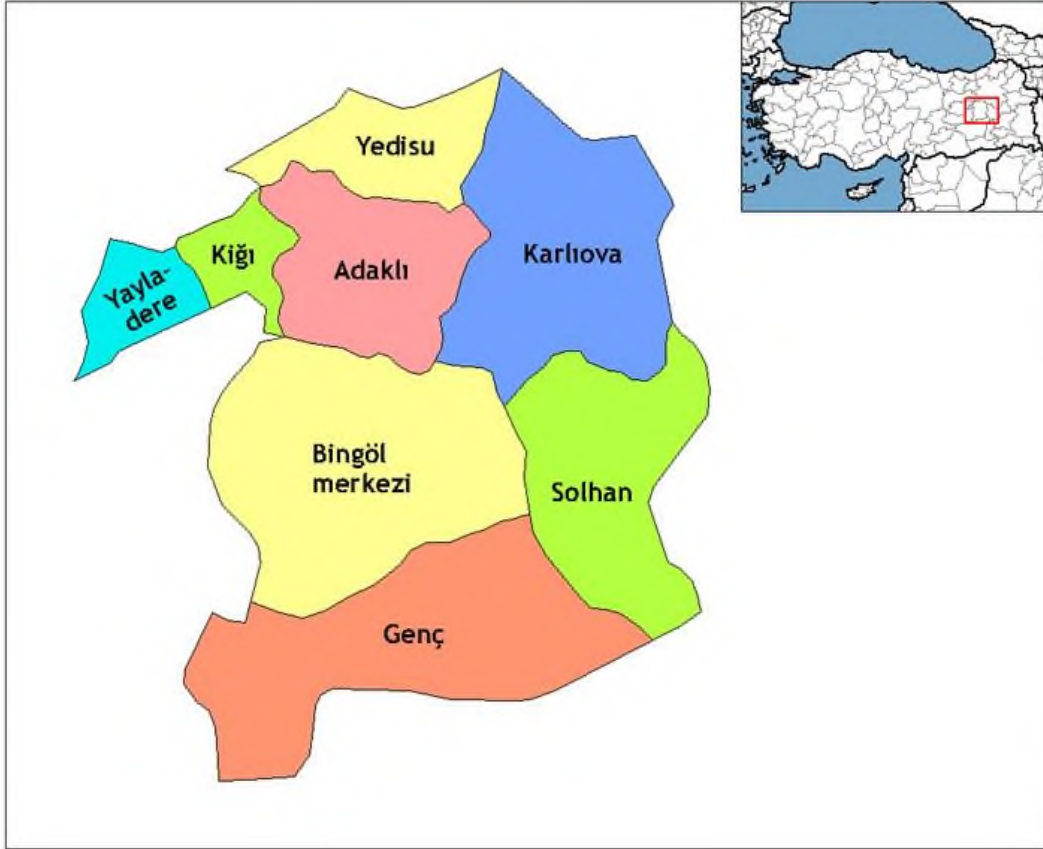 Yedisu
Kiğı
Adaklı
Karlıova
Yayla-
dere
Bingöl
merkezi
Solhan
Genç